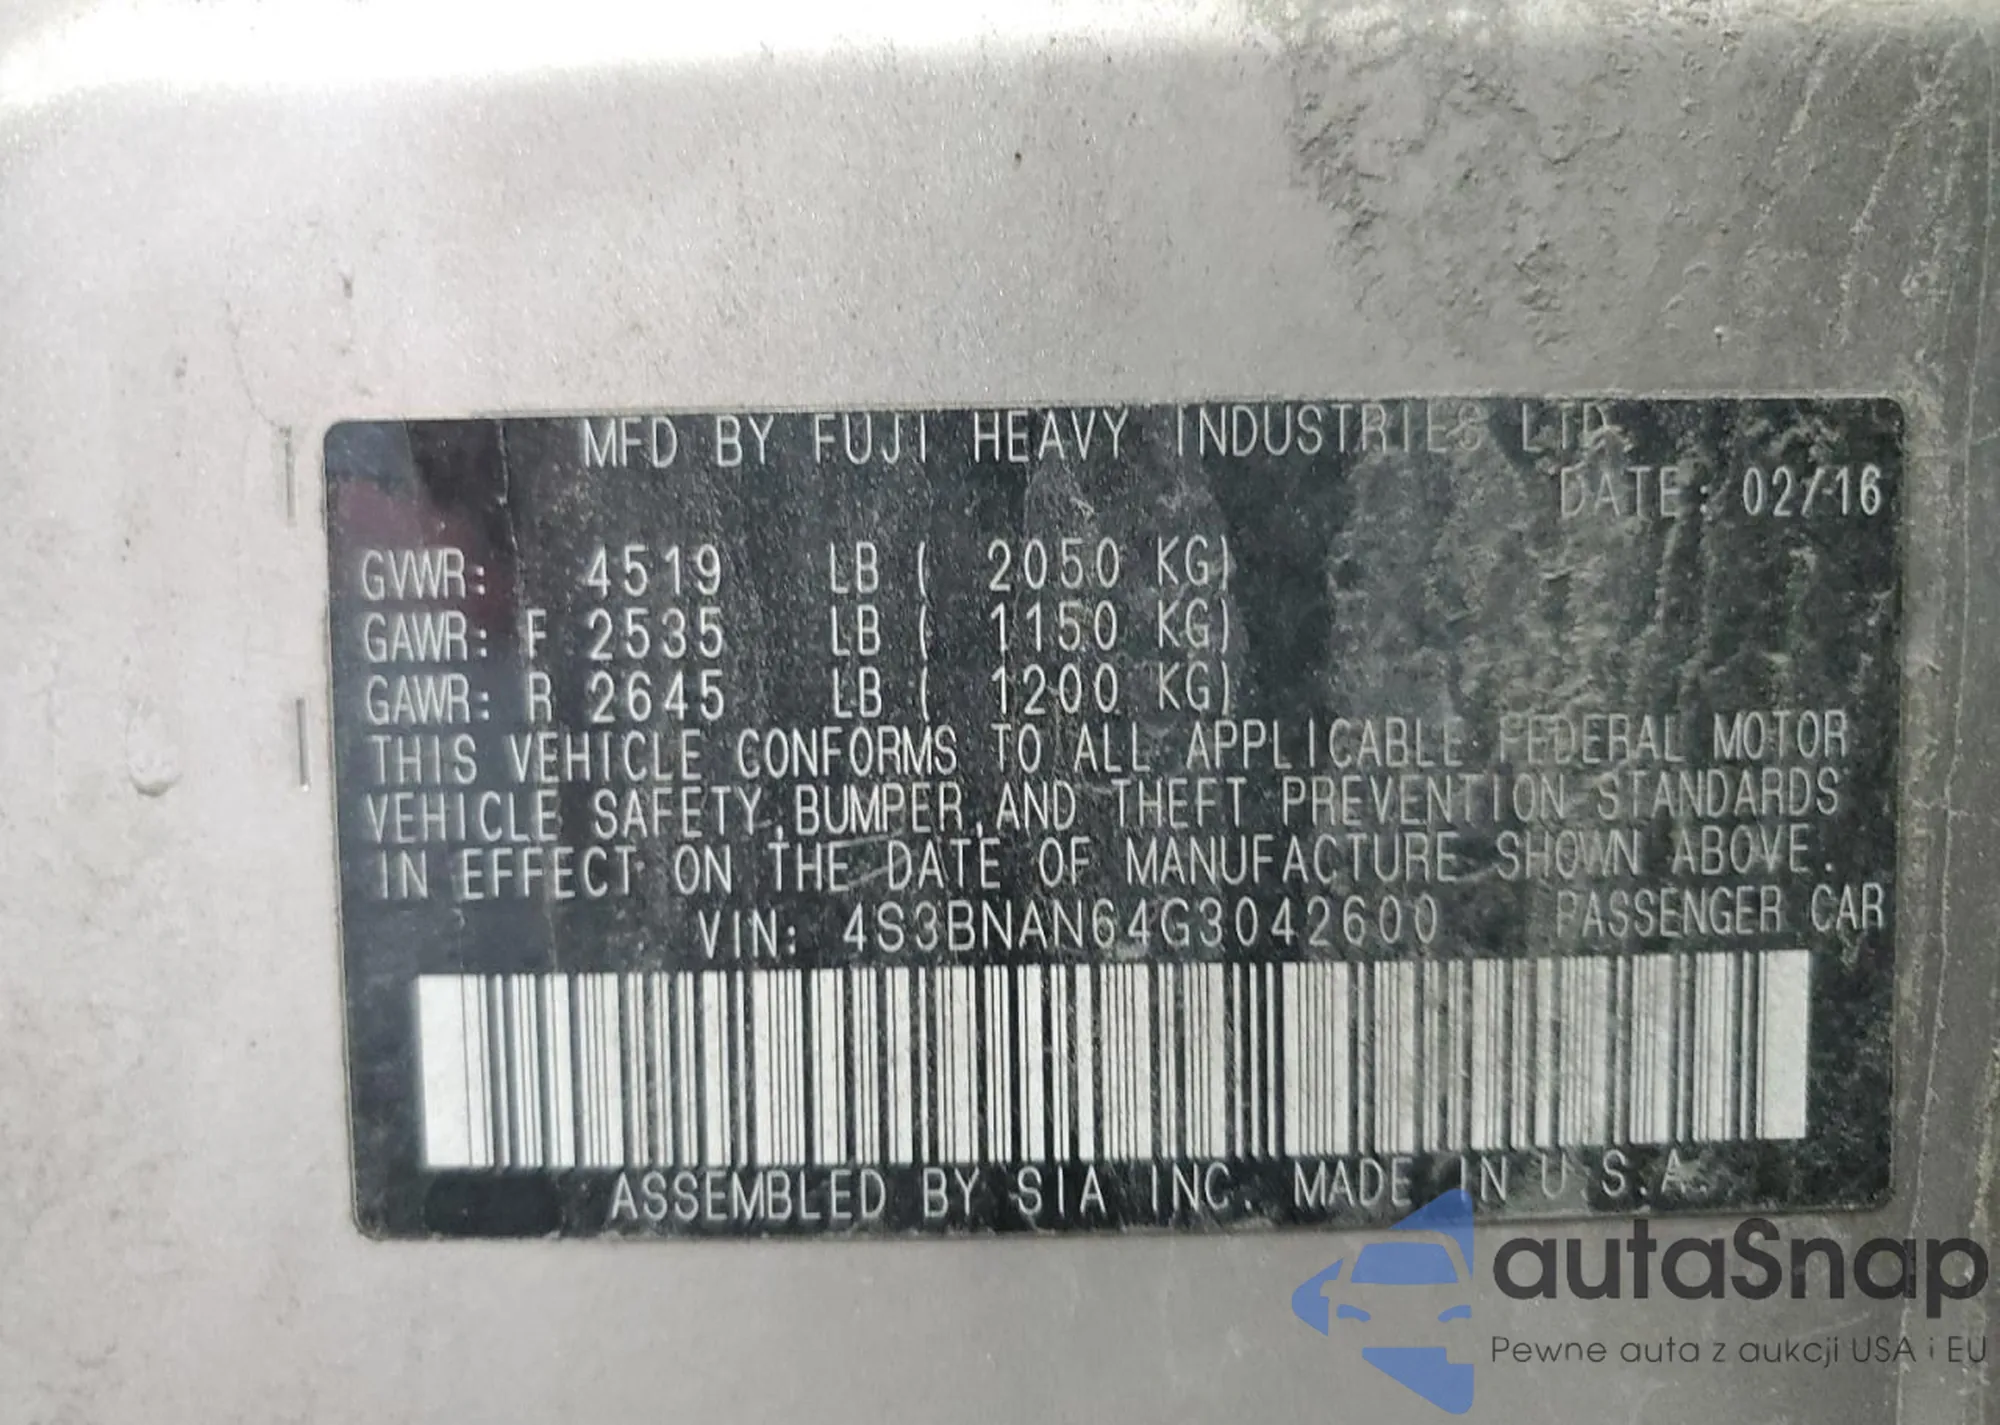 MFD BY FUJI HEAVY INDUSTRIES LTD.
DATE: 02/16
GVWR: 4519 LB ( 2050 KG)
GAWR: F 2535 LB ( 1150 KG)
GAWR: R 2645 LB ( 1200 KG)
THIS VEHICLE CONFORMS TO ALL APPLICABLE FEDERAL MOTOR
VEHICLE SAFETY, BUMPER, AND THEFT PREVENTION STANDARDS
IN EFFECT ON THE DATE OF MANUFACTURE SHOWN ABOVE.
VIN: 4S3BNAN64G3042600 PASSENGER CAR
ASSEMBLED BY SIA INC. MADE IN U.S.A.
autaSnap
Pewne auta z aukcji USA i EU